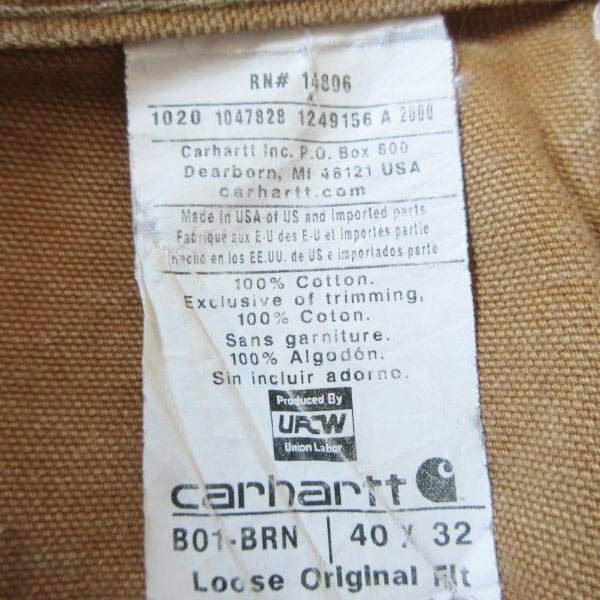 RN# 14806
1020 1047828 1249156 A 2000
Carhartt Inc. P.O. Box 600
Dearborn, MI 48121 USA
carhartt.com
Made in USA of US and Imported parts
Fabriqué aux E-U des E-U et Importés partie
Hecho en los EE.UU. de US e importados parte
100% Cotton.
Exclusive of trimming,
100% Coton.
Sans garniture.
100% Algodón.
Sin incluir adorno.
Produced By
UFCW
Union Labor
carhartt
B01-BRN | 40 X 32
Loose Original Fit